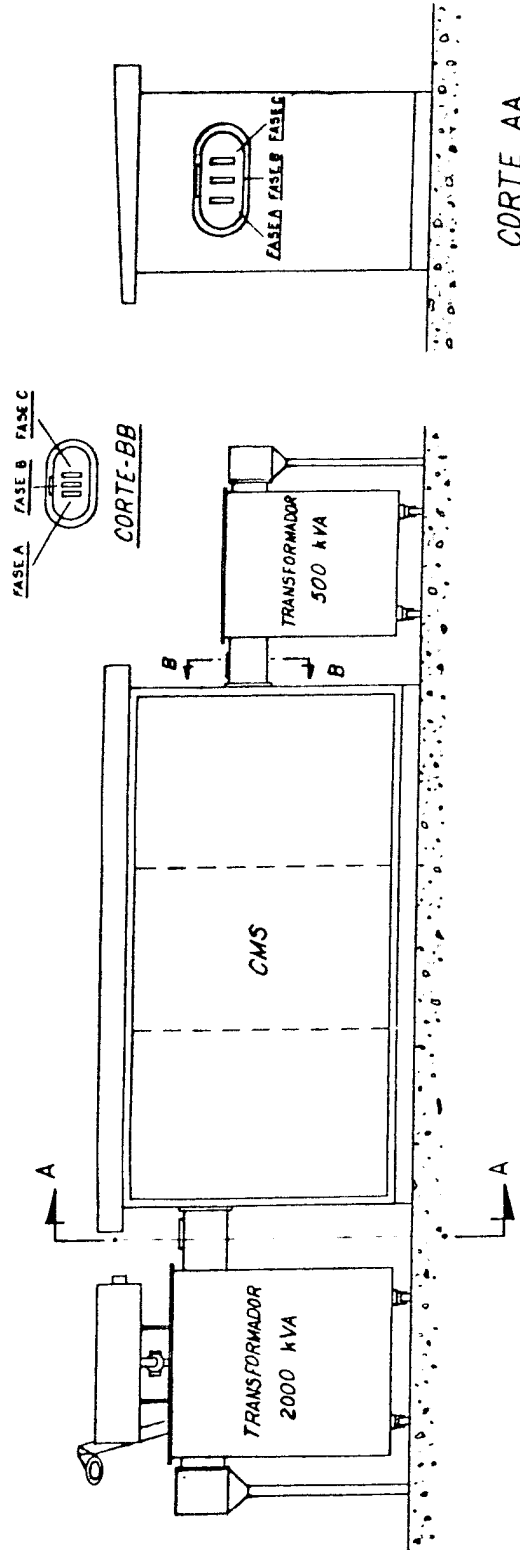 FASE A
FASE B
FASE C
CORTE-BB
FASE A FASE B FASE C
CORTE AA
A
A
B
B
TRANSFORMADOR
2000 kVA
CMS
TRANSFORMADOR
500 kVA